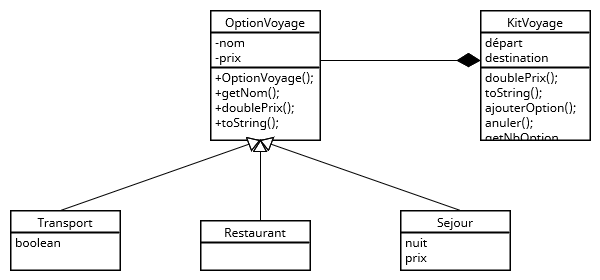 OptionVoyage
-nom
-prix
+OptionVoyage();
+getNom();
+doublePrix();
+toString();
KitVoyage
départ
destination
doublePrix();
toString();
ajouterOption();
anuler();
getNbOption
Transport
boolean
Restaurant
Sejour
nuit
prix